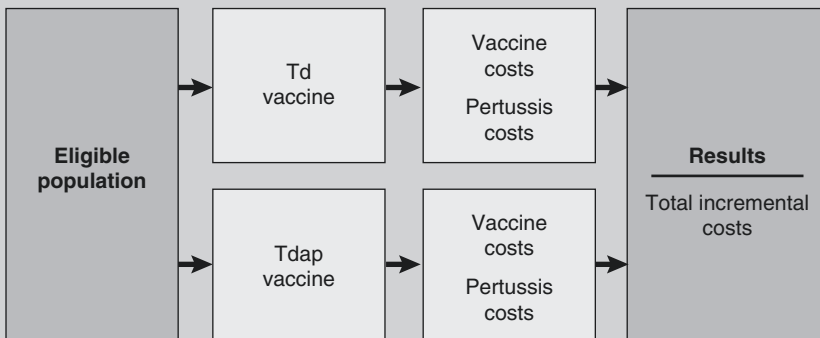 Eligible
population
Td
vaccine
Vaccine
costs
Pertussis
costs
Tdap
vaccine
Vaccine
costs
Pertussis
costs
Results
Total incremental
costs